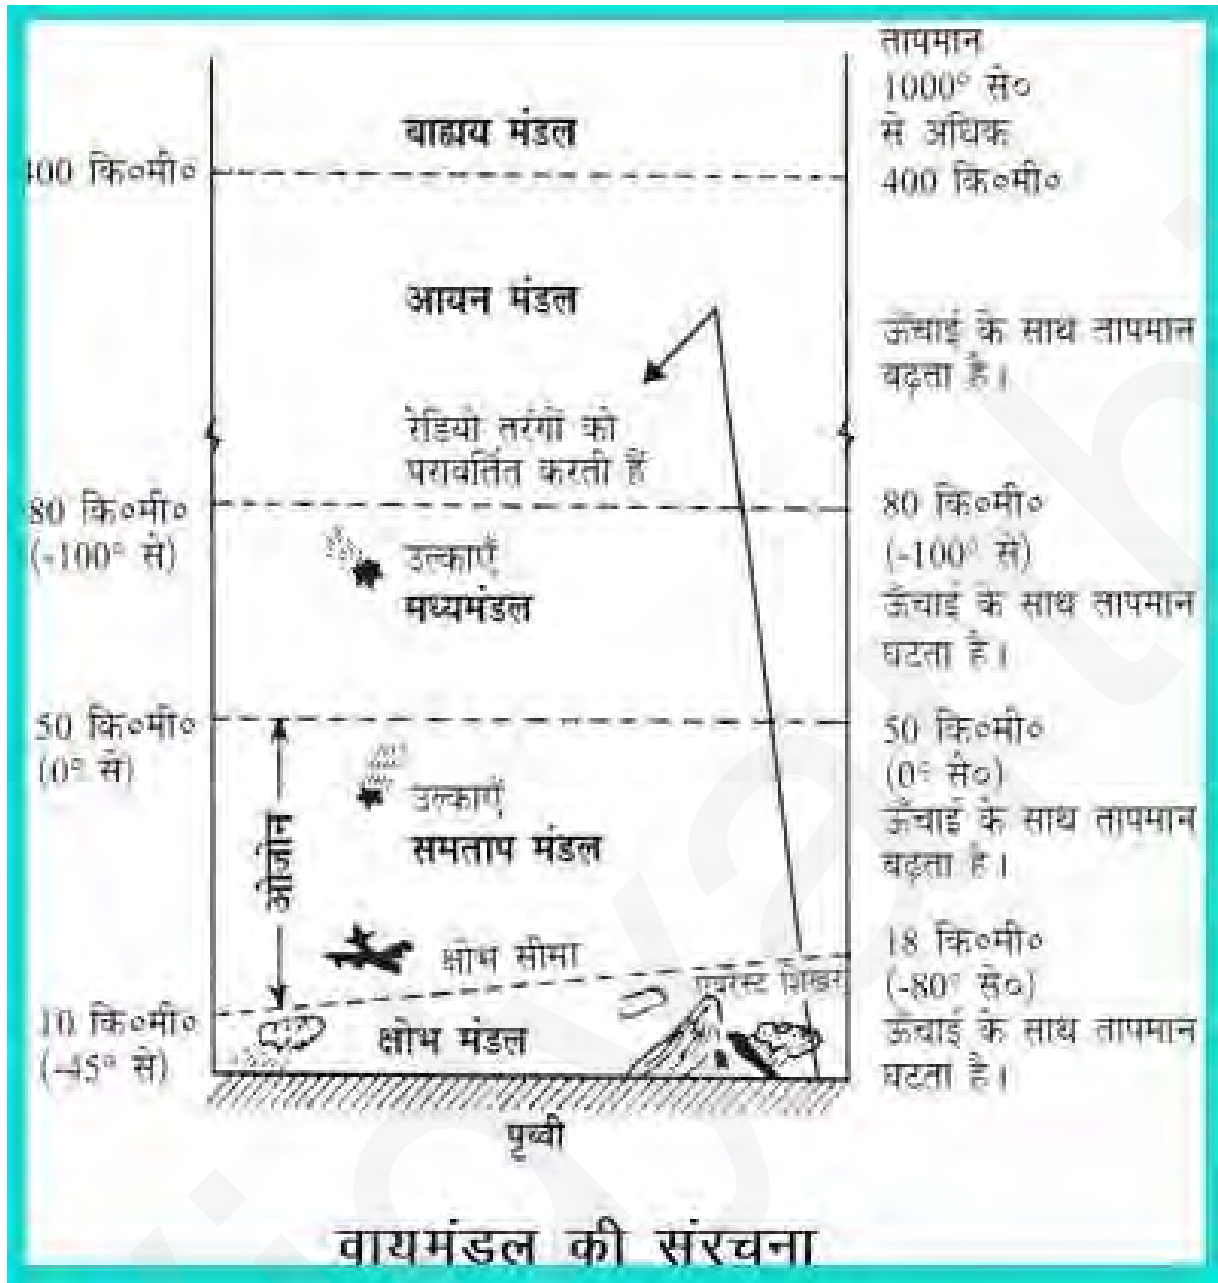 तापमान
1000° से०
से अधिक
बाह्यय मंडल
400 कि०मी०
400 कि०मी०
आयन मंडल
ऊँचाई के साथ तापमान
बढ़ता है।
रेडियो तरंगों को
परावर्तित करती हैं
80 कि०मी०
(-100° से)
80 कि०मी०
(-100° से)
उल्काएँ
मध्यमंडल
ऊँचाई के साथ तापमान
घटता है।
50 कि०मी०
(0° से)
50 कि०मी०
(0° से०)
उल्काएँ
समताप मंडल
ओजोन
ऊँचाई के साथ तापमान
बढ़ता है।
क्षोभ सीमा
18 कि०मी०
(-80° से०)
एवरेस्ट शिखर
10 कि०मी०
(-45° से)
क्षोभ मंडल
ऊँचाई के साथ तापमान
घटता है।
पृथ्वी
वायमंडल की संरचना